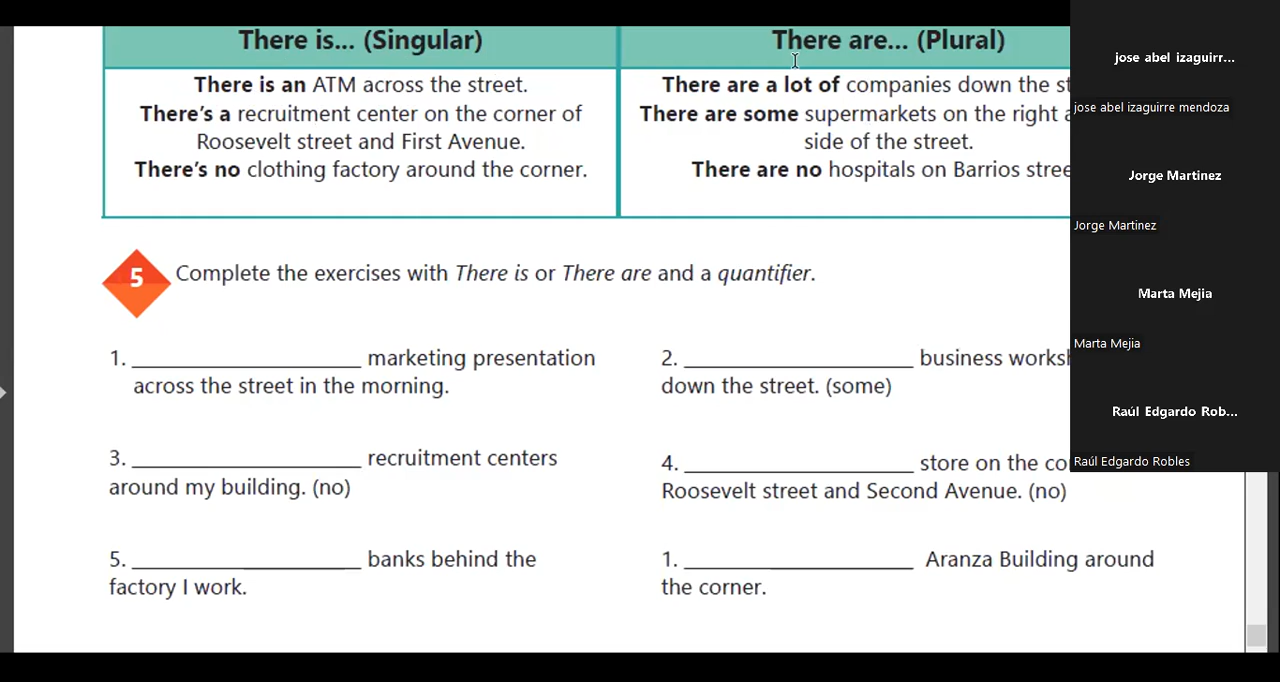 There is... (Singular)
There are... (Plural)
There is an ATM across the street.
There's a recruitment center on the corner of
Roosevelt street and First Avenue.
There's no clothing factory around the corner.
There are a lot of companies down the
There are some supermarkets on the right
side of the street.
There are no hospitals on Barrios
5
Complete the exercises with There is or There are and a quantifier.
1. ____________________ marketing presentation
across the street in the morning.
2. ____________________ business
down the street. (some)
3. ____________________ recruitment centers
around my building. (no)
4. ____________________ store on the
Roosevelt street and Second Avenue. (no)
5. ____________________ banks behind the
factory I work.
1. ____________________ Aranza Building around
the corner.
jose abel izaguirr...
jose abel izaguirre mendoza
Jorge Martinez
Jorge Martinez
Marta Mejia
Marta Mejia
Raúl Edgardo Rob...
Raúl Edgardo Robles